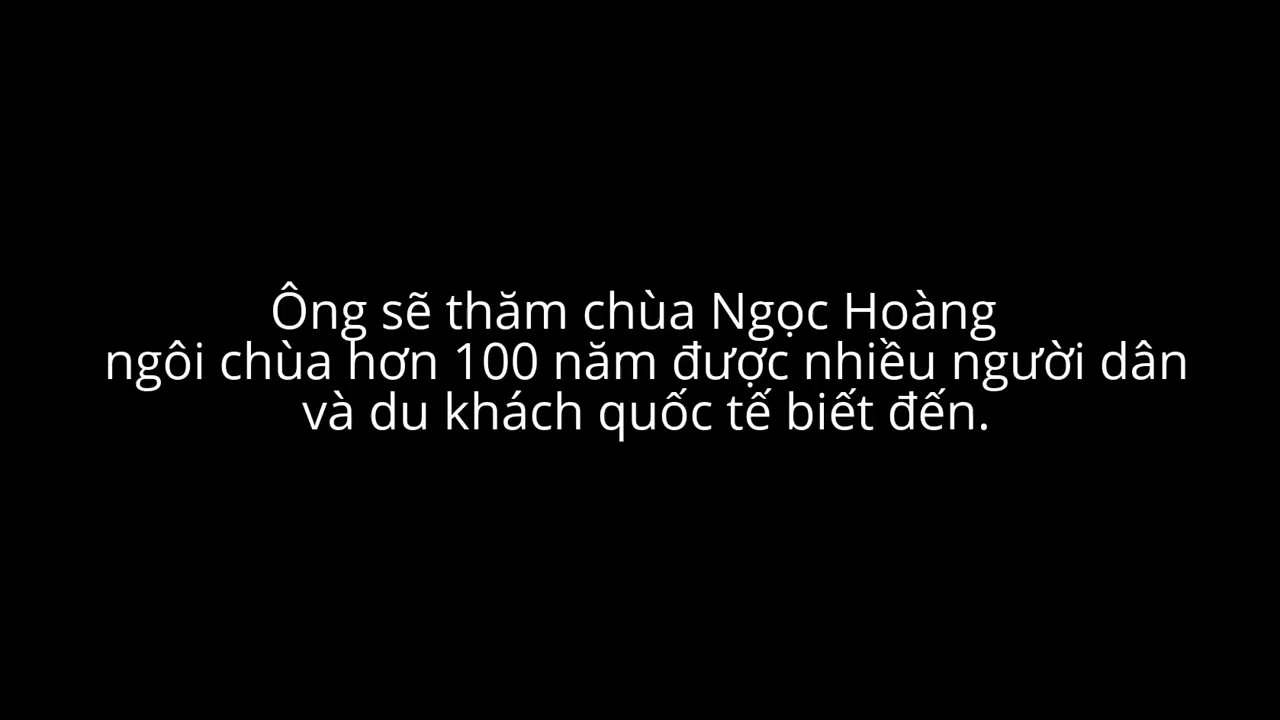 Ông sẽ thăm chùa Ngọc Hoàng
ngôi chùa hơn 100 năm được nhiều người dân
và du khách quốc tế biết đến.